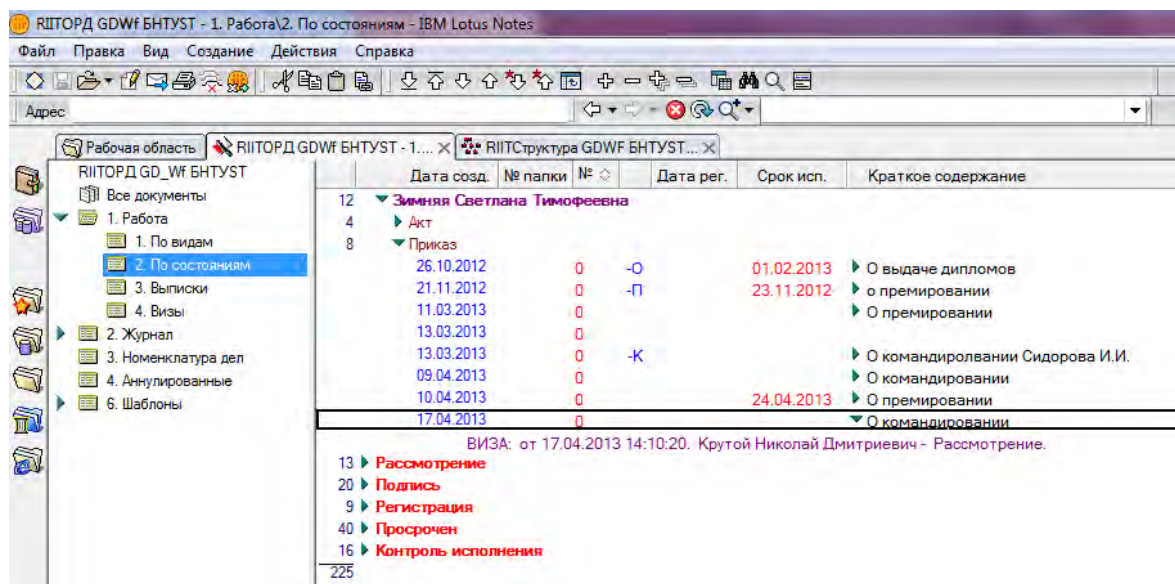 RIITОРД GDWf БНТУST - 1. Работа\2. По состояниям - IBM Lotus Notes
Файл Правка Вид Создание Действия Справка
Адрес
Рабочая область RIITОРД GDWf БНТУST - 1.... RIITСтруктура GDWF БНТУST...
RIITОРД GD_Wf БНТУST
Все документы
1. Работа
1. По видам
2. По состояниям
3. Выписки
4. Визы
2. Журнал
3. Номенклатура дел
4. Аннулированные
6. Шаблоны
Дата созд. № папки № Дата рег. Срок исп. Краткое содержание
12 Зимняя Светлана Тимофеевна
4 Акт
8 Приказ
26.10.2012 0 -О 01.02.2013 О выдаче дипломов
21.11.2012 0 -П 23.11.2012 о премировании
11.03.2013 0 О премировании
13.03.2013 0
13.03.2013 0 -К О командиролвании Сидорова И.И.
09.04.2013 0 О командировании
10.04.2013 0 24.04.2013 О премировании
17.04.2013 0 О командировании
ВИЗА: от 17.04.2013 14:10:20. Крутой Николай Дмитриевич - Рассмотрение.
13 Рассмотрение
20 Подпись
9 Регистрация
40 Просрочен
16 Контроль исполнения
225